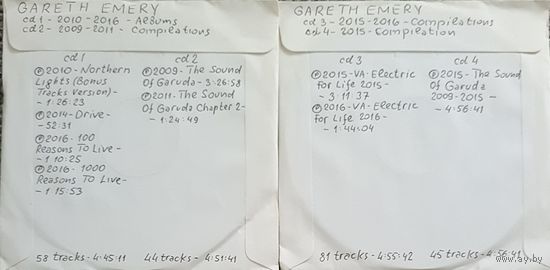 GARETH EMERY
cd 1 - 2010 - 2016 - Albums
cd 2 - 2009-2011 - Compilations
cd 1
℗2010-Northern
Lights (Bonus
Tracks Version)-
- 1:26:23
℗2014-Drive-
- 52:31
℗2016-100
Reasons To Live-
- 1:10:25
℗2016-1000
Reasons To Live-
- 1:15:53
58 tracks - 4:45:11
cd 2
℗2009-The Sound
Of Garuda-3:26:58
℗2011-The Sound
Of Garuda Chapter 2-
- 1:24:49
44 tracks - 4:51:41
GARETH EMERY
cd 3 - 2015-2016 - Compilations
cd 4 - 2015 - Compilation
cd 3
℗2015-VA-Electric
For Life 2015-
- 3:11:37
℗2016-VA-Electric
For Life 2016-
- 1:44:04
81 tracks - 4:55:42
cd 4
℗2015-The Sound
Of Garuda
2009-2015 -
- 4:56:41
45 tracks - 4:56:41
www.ay.by